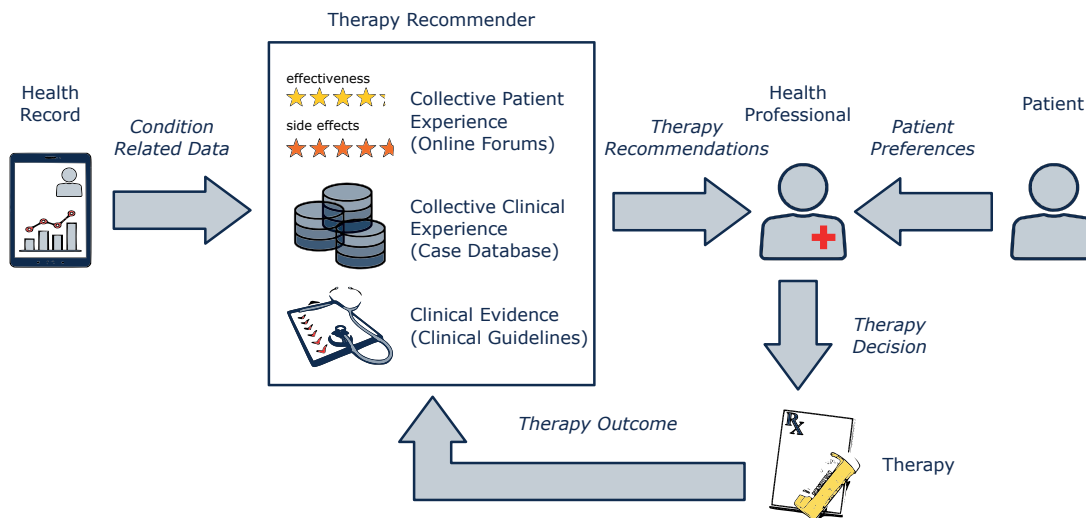 Therapy Recommender
Health
Record
Condition
Related Data
effectiveness
side effects
Collective Patient
Experience
(Online Forums)
Collective Clinical
Experience
(Case Database)
Clinical Evidence
(Clinical Guidelines)
Therapy
Recommendations
Health
Professional
Patient
Preferences
Patient
Therapy
Decision
Therapy Outcome
Rx
Therapy